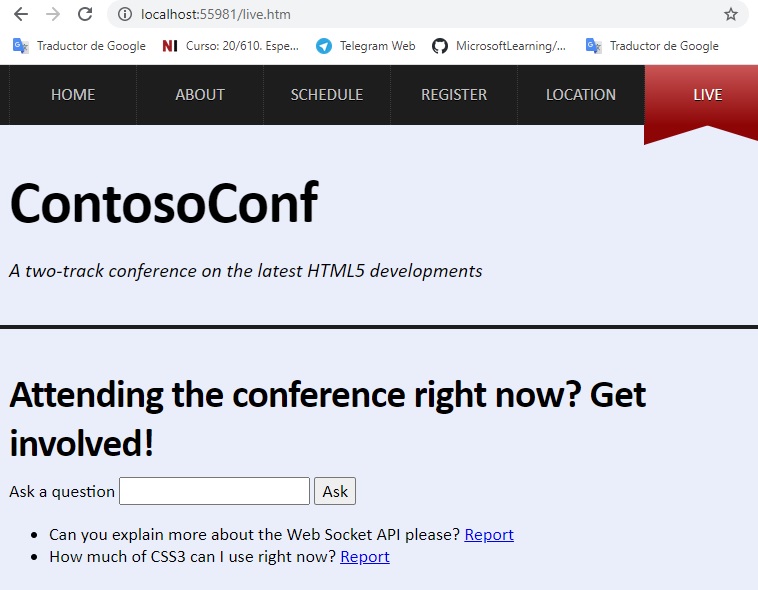 localhost:55981/live.htm
Traductor de Google NI Curso: 20/610. Espe... Telegram Web MicrosoftLearning/... Traductor de Google
HOME ABOUT SCHEDULE REGISTER LOCATION LIVE
ContosoConf
A two-track conference on the latest HTML5 developments
Attending the conference right now? Get
involved!
Ask a question Ask
Can you explain more about the Web Socket API please? Report
How much of CSS3 can I use right now? Report